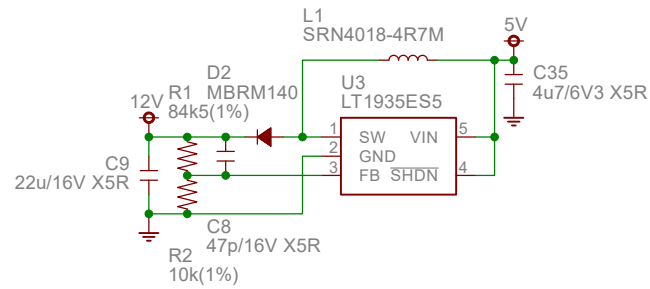 L1
SRN4018-4R7M
5V
C35
4u7/6V3 X5R
U3
LT1935ES5
D2
MBRM140
R1
84k5(1%)
12V
1 SW VIN 5
2 GND
3 FB SHDN 4
C9
22u/16V X5R
C8
47p/16V X5R
R2
10k(1%)